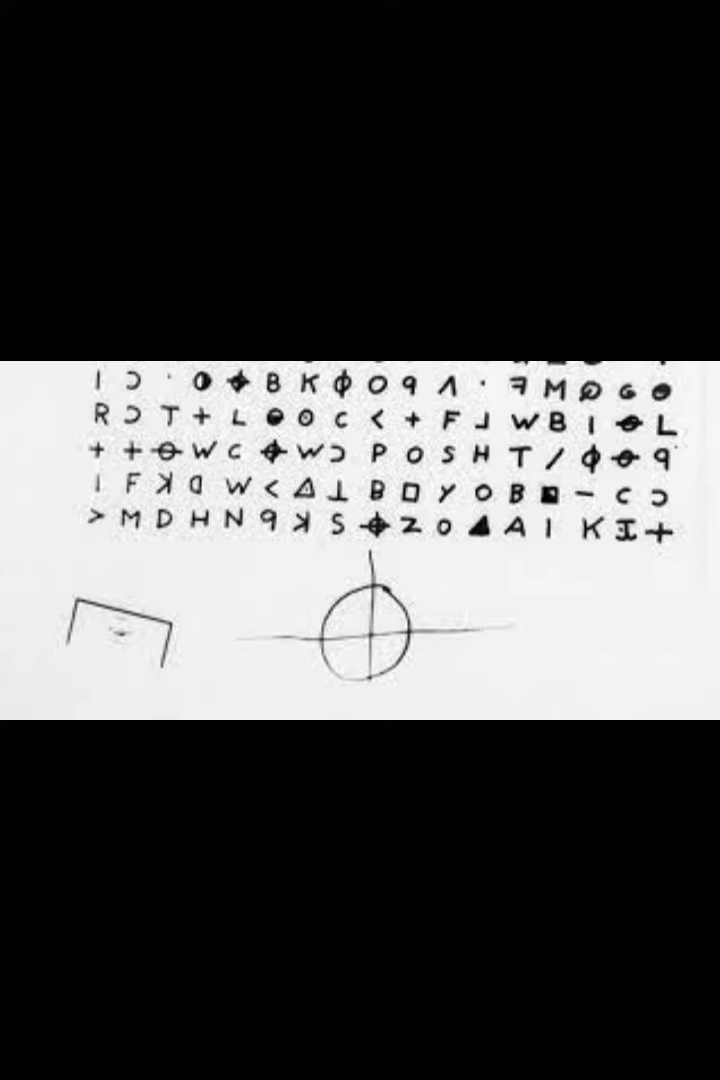 I Ɔ · ◑ ⌖ B K ϕ O 9 Λ · ꟻ M ⌀ G
R Ɔ T + L ◒ ⊙ C < + F ⅃ W B I ⊖ L
+ + ⊖ W C ⌖ W Ɔ P O S H T / ϕ ⊖ 9
I F ꓘ ᗡ W < ◬ ⊥ B □ Y O B ▣ - C Ɔ
> M D H N 9 ꓘ S ⌖ Z O ◢ A I K Ɪ +